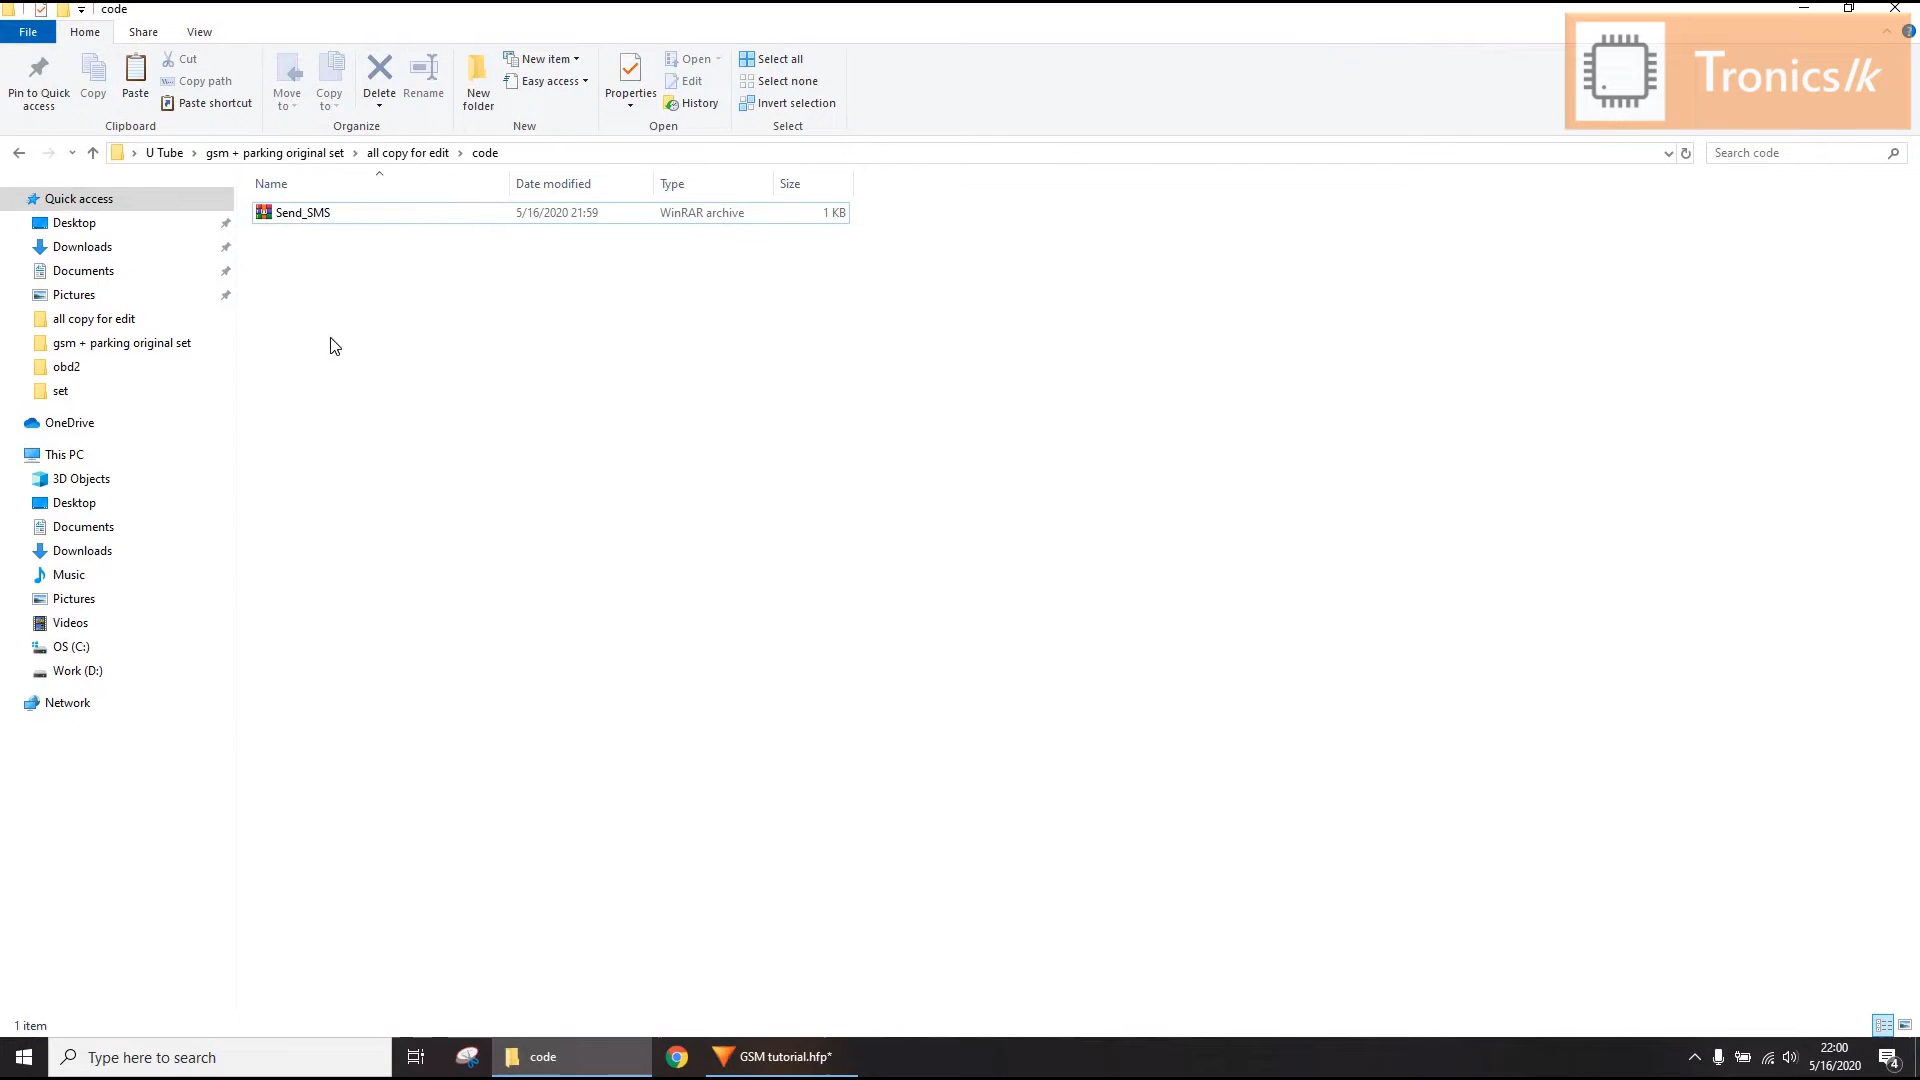 code
File Home Share View
Pin to Quick access
Copy
Paste
Cut
Copy path
Paste shortcut
Clipboard
Move to
Copy to
Delete
Rename
Organize
New folder
New item
Easy access
New
Properties
Open
Edit
History
Open
Select all
Select none
Invert selection
Select
Tronicslk
U Tube > gsm + parking original set > all copy for edit > code
Search code
Name Date modified Type Size
Send_SMS 5/16/2020 21:59 WinRAR archive 1 KB
Quick access
Desktop
Downloads
Documents
Pictures
all copy for edit
gsm + parking original set
obd2
set
OneDrive
This PC
3D Objects
Desktop
Documents
Downloads
Music
Pictures
Videos
OS (C:)
Work (D:)
Network
1 item
Type here to search
code
GSM tutorial.hfp*
22:00
5/16/2020
4